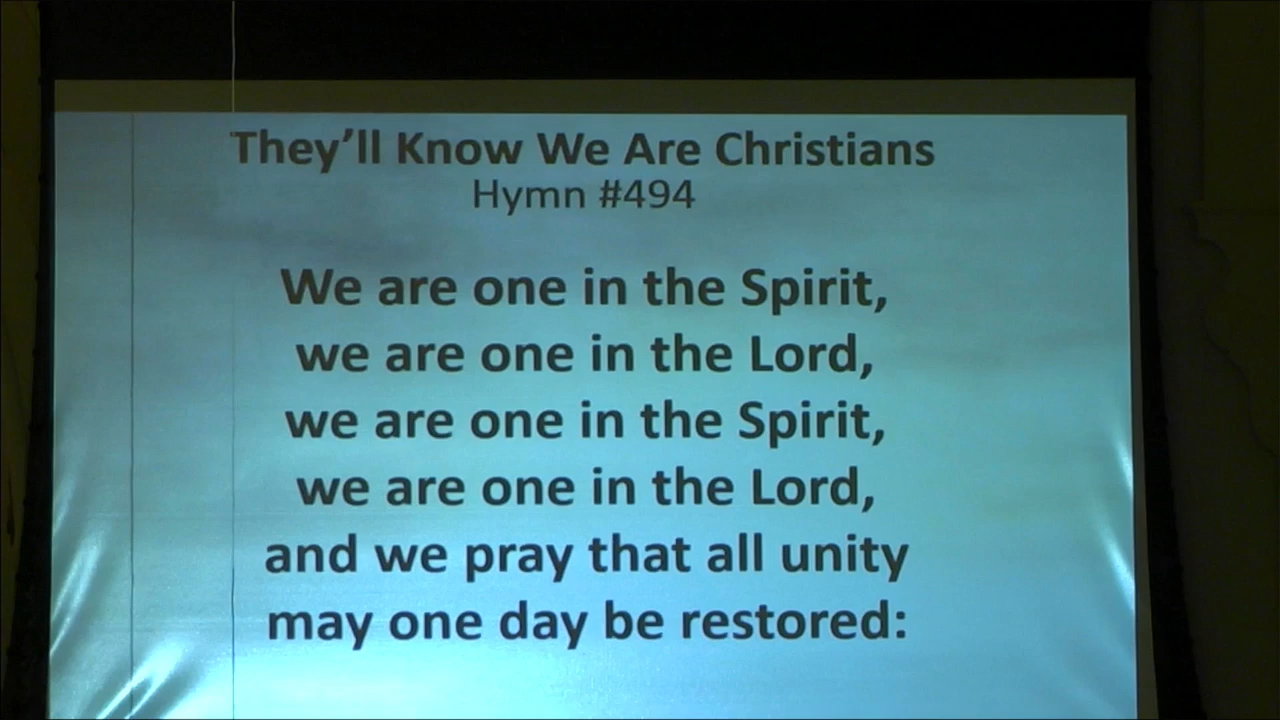 They’ll Know We Are Christians
Hymn #494
We are one in the Spirit,
we are one in the Lord,
we are one in the Spirit,
we are one in the Lord,
and we pray that all unity
may one day be restored: